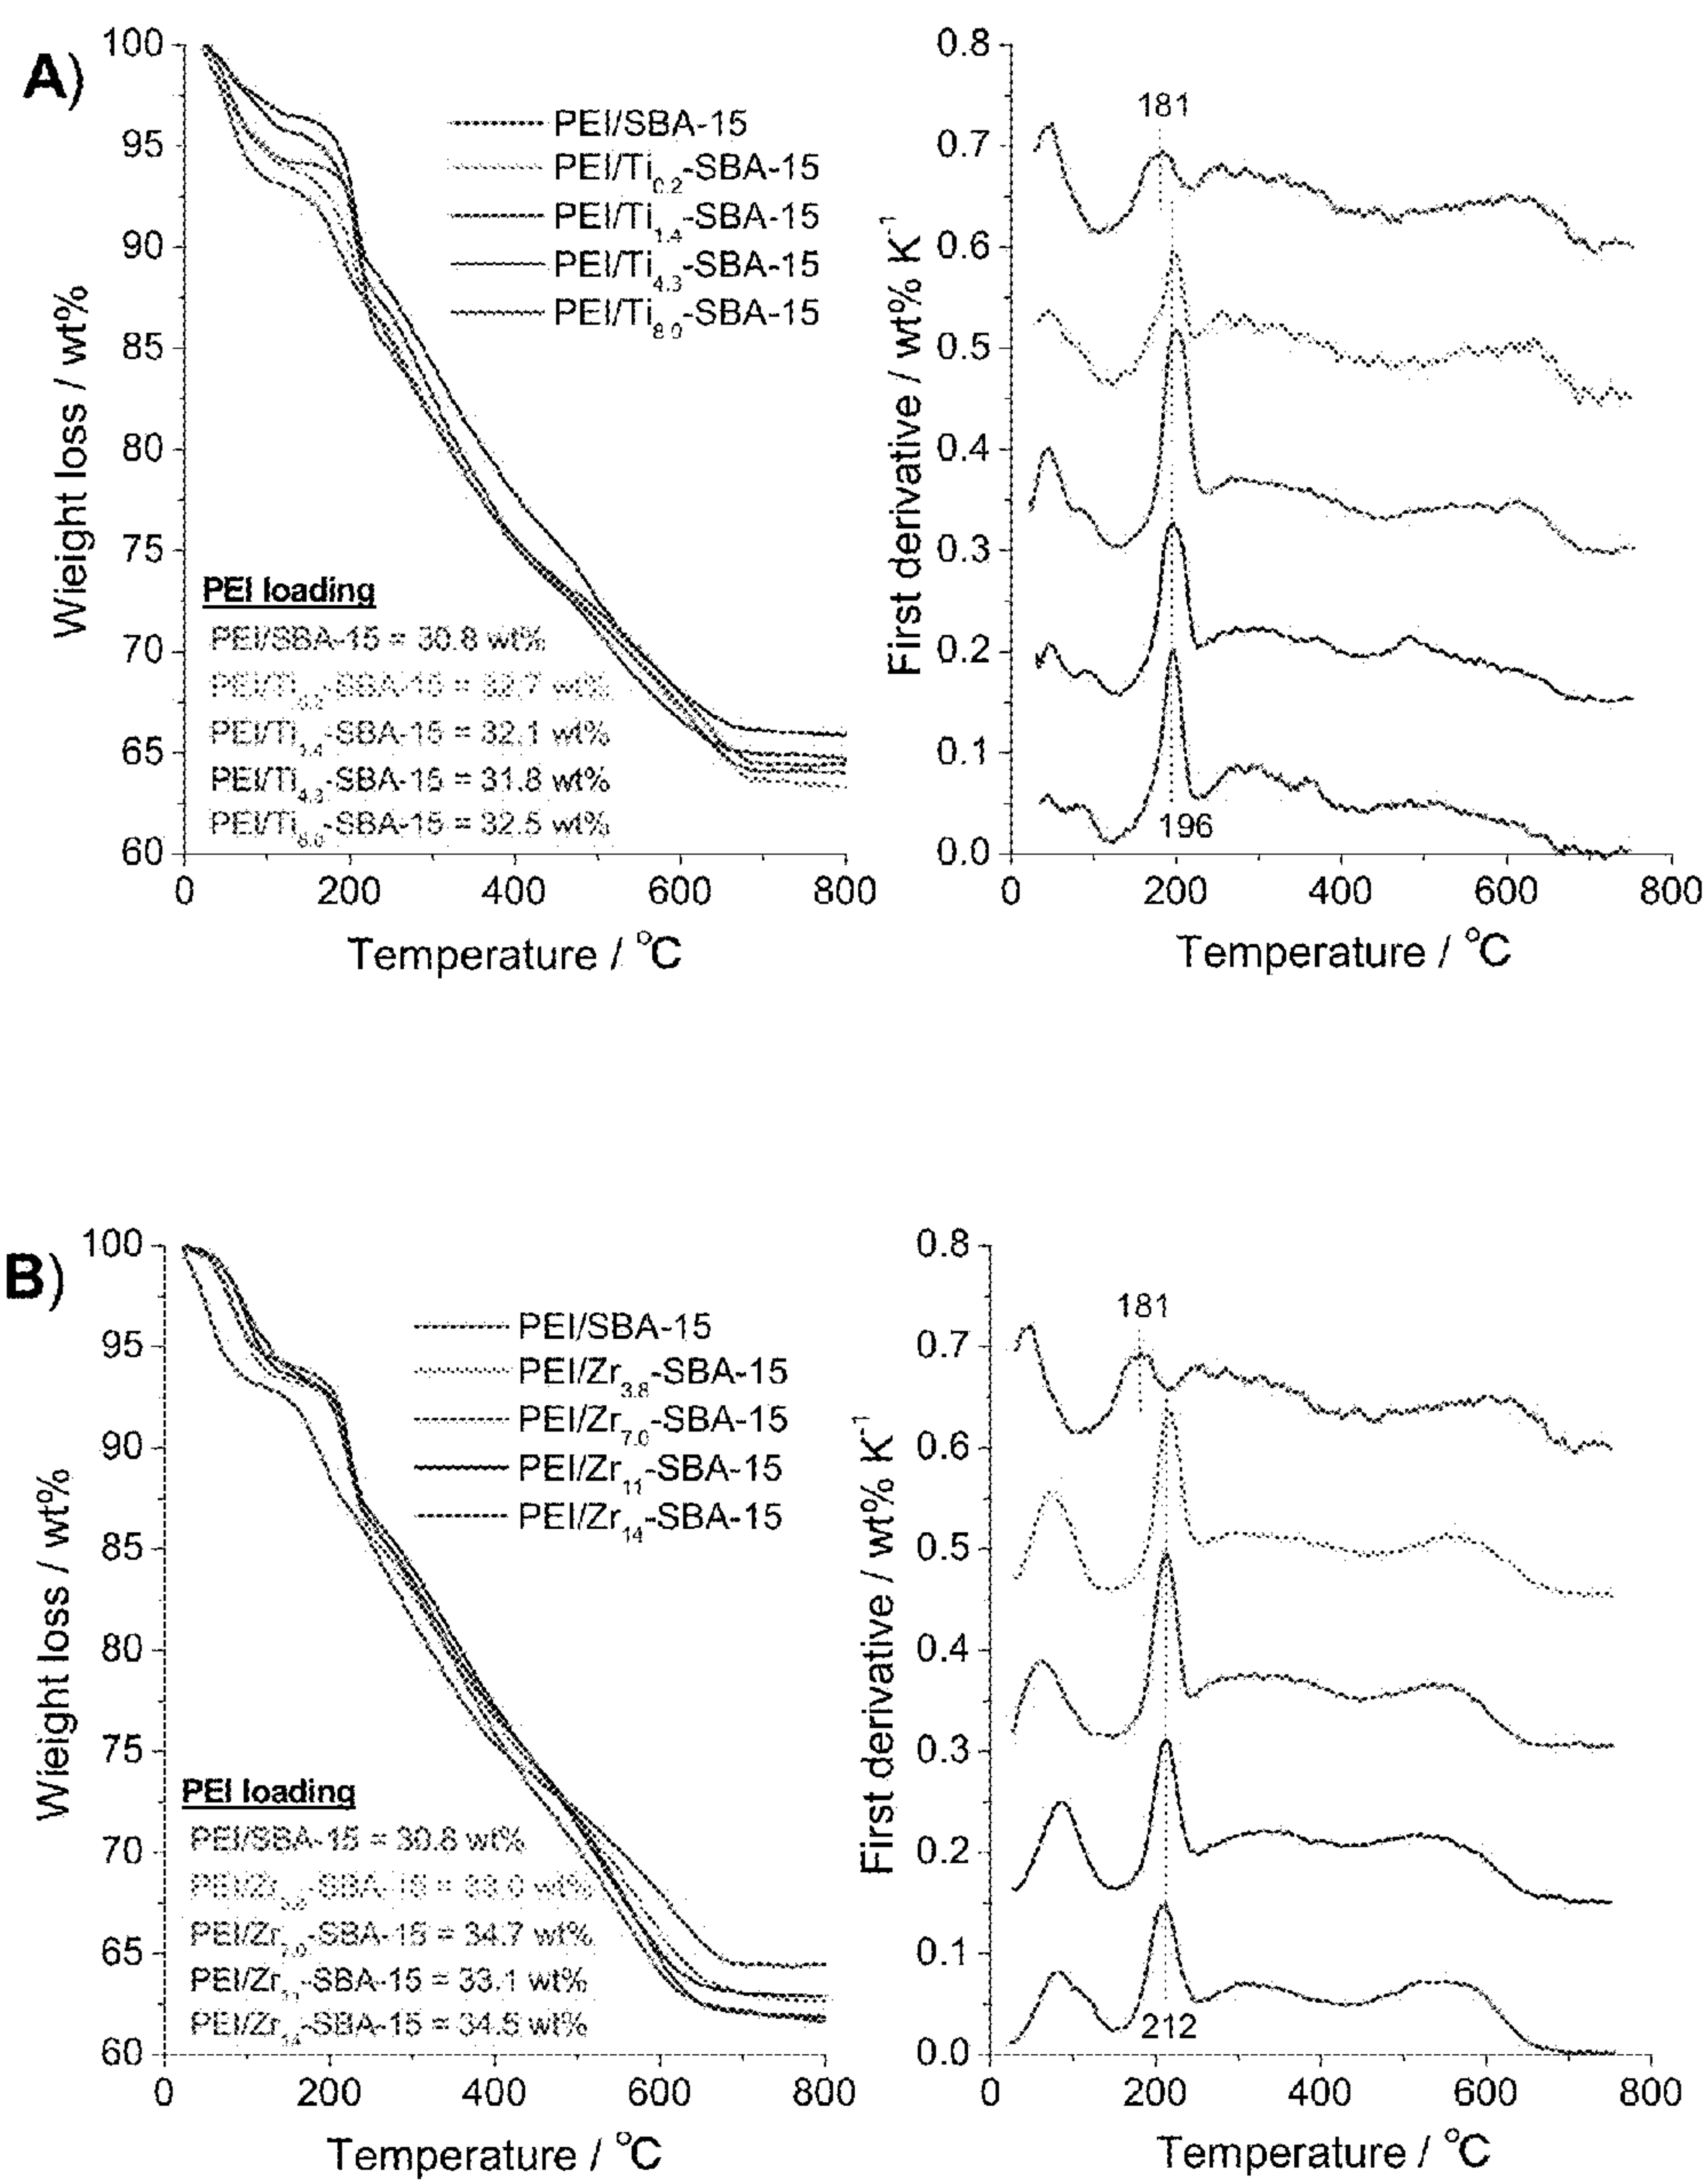 A)
Wieight loss / wt%
100
95
90
85
80
75
70
65
60
PEI/SBA-15
PEI/Ti0.2-SBA-15
PEI/Ti1.4-SBA-15
PEI/Ti4.3-SBA-15
PEI/Ti8.0-SBA-15
PEI loading
PEI/SBA-15 = 30.8 wt%
PEI/Ti0.2-SBA-15 = 32.7 wt%
PEI/Ti1.4-SBA-15 = 32.1 wt%
PEI/Ti4.3-SBA-15 = 31.8 wt%
PEI/Ti8.0-SBA-15 = 32.5 wt%
0 200 400 600 800
Temperature / °C
First derivative / wt% K-1
0.8
0.7
0.6
0.5
0.4
0.3
0.2
0.1
0.0
181
196
0 200 400 600 800
Temperature / °C
B)
Wieight loss / wt%
100
95
90
85
80
75
70
65
60
PEI/SBA-15
PEI/Zr3.8-SBA-15
PEI/Zr7.0-SBA-15
PEI/Zr11-SBA-15
PEI/Zr14-SBA-15
PEI loading
PEI/SBA-15 = 30.8 wt%
-SBA-15 = 33.0 wt%
PEI/Zr7.0-SBA-15 = 34.7 wt%
PEI/Zr11-SBA-15 = 33.1 wt%
PEI/Zr14-SBA-15 = 34.5 wt%
0 200 400 600 800
Temperature / °C
First derivative / wt% K-1
0.8
0.7
0.6
0.5
0.4
0.3
0.2
0.1
0.0
181
212
0 200 400 600 800
Temperature / °C